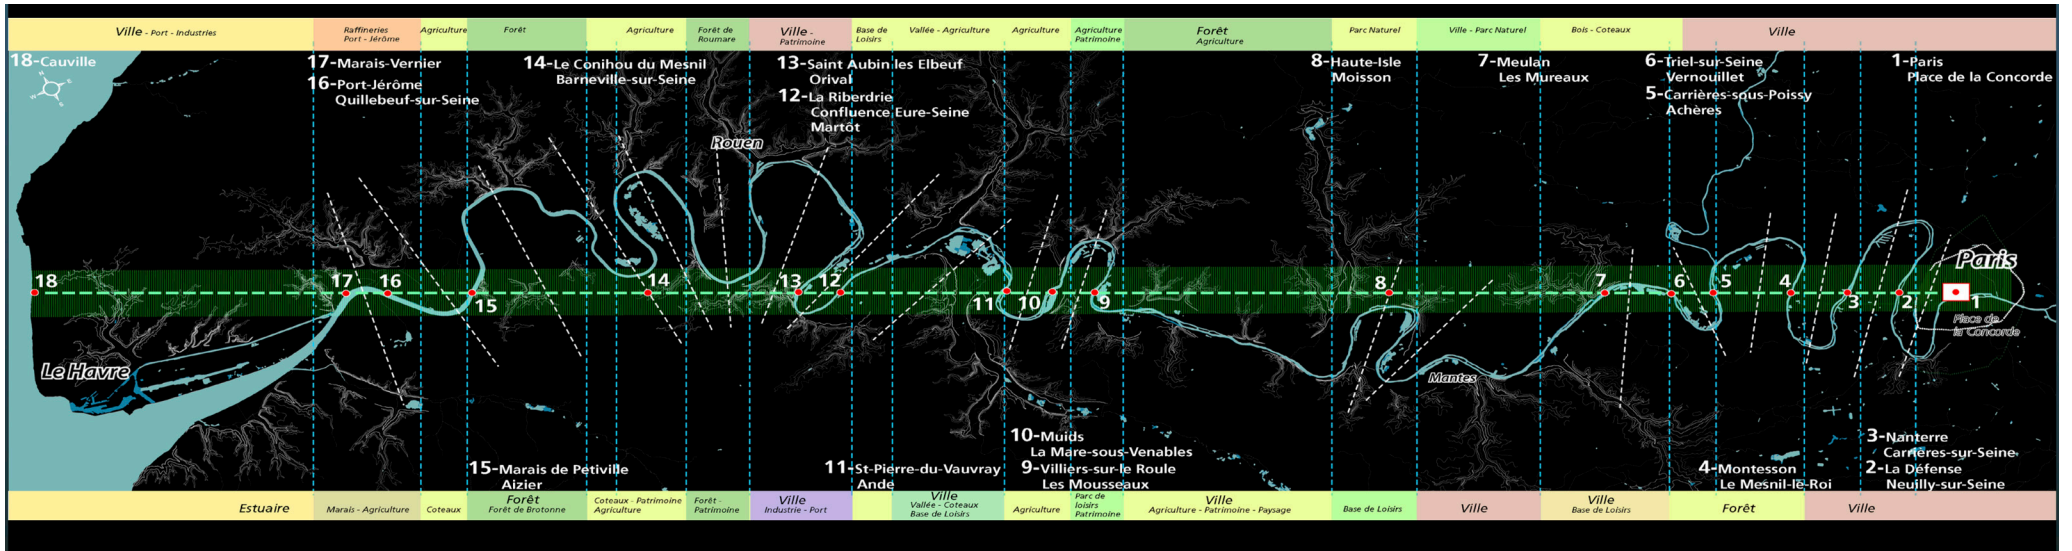 Ville - Port - Industries
Raffineries
Port - Jérôme
Agriculture
Forêt
Agriculture
Forêt de
Roumare
Ville -
Patrimoine
Base de
Loisirs
Vallée - Agriculture
Agriculture
Agriculture
Patrimoine
Forêt
Agriculture
Parc Naturel
Ville - Parc Naturel
Bois - Coteaux
Ville
18-Cauville
17-Marais-Vernier
16-Port-Jérôme
Quillebeuf-sur-Seine
14-Le Conihou du Mesnil
Barneville-sur-Seine
13-Saint Aubin les Elbeuf
Orival
12-La Riberdrie
Confluence Eure-Seine
Martôt
8-Haute-Isle
Moisson
7-Meulan
Les Mureaux
6-Triel-sur-Seine
Vernouillet
5-Carrières-sous-Poissy
Achères
1-Paris
Place de la Concorde
Rouen
Paris
18
17
16
15
14
13
12
11
10
9
8
7
6
5
4
3
2
1
Place de
la Concorde
Le Havre
Mantes
15-Marais de Petiville
Aizier
11-St-Pierre-du-Vauvray
Ande
10-Muids
La Mare-sous-Venables
9-Villiers-sur-le Roule
Les Mousseaux
4-Montesson
Le Mesnil-le-Roi
3-Nanterre
Carrières-sur-Seine
2-La Défense
Neuilly-sur-Seine
Estuaire
Marais - Agriculture
Coteaux
Forêt
Forêt de Brotonne
Coteaux - Patrimoine
Agriculture
Forêt -
Patrimoine
Ville
Industrie - Port
Ville
Vallée - Coteaux
Base de Loisirs
Agriculture
Parc de
loisirs
Patrimoine
Ville
Agriculture - Patrimoine - Paysage
Base de Loisirs
Ville
Ville
Base de Loisirs
Forêt
Ville